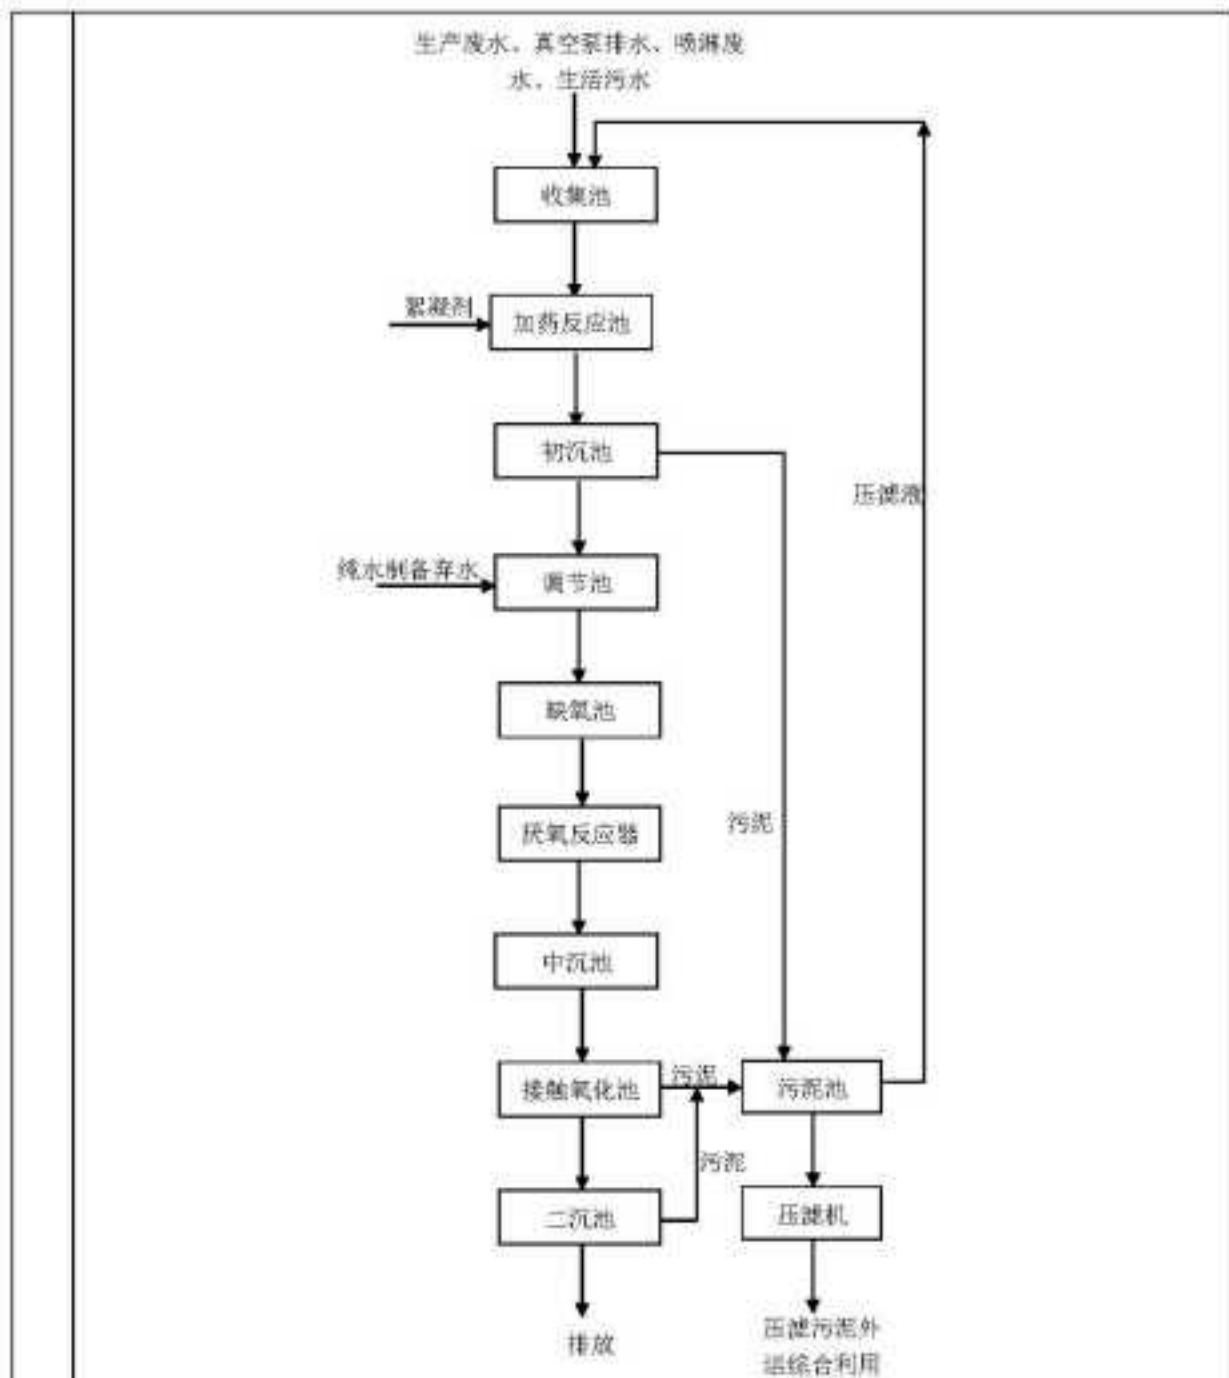 生产废水、真空泵排水、喷淋废
水、生活污水
收集池
絮凝剂
加药反应池
初沉池
压滤液
纯水制备弃水
调节池
缺氧池
污泥
厌氧反应器
中沉池
接触氧化池
污泥
污泥池
污泥
二沉池
压滤机
排放
压滤污泥外
运综合利用